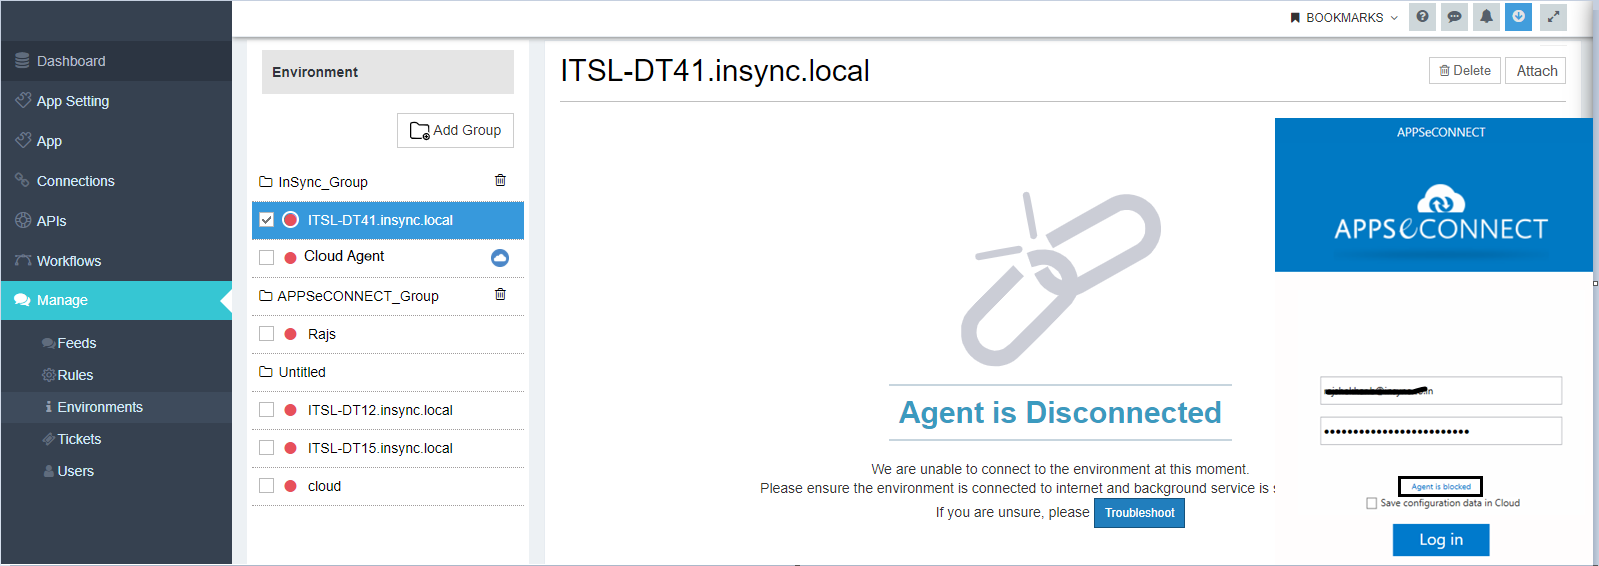 BOOKMARKS
Dashboard
App Setting
App
Connections
APIs
Workflows
Manage
Feeds
Rules
Environments
Tickets
Users
Environment
Add Group
InSync_Group
ITSL-DT41.insync.local
Cloud Agent
APPSeCONNECT_Group
Rajs
Untitled
ITSL-DT12.insync.local
ITSL-DT15.insync.local
cloud
ITSL-DT41.insync.local
Delete
Attach
Agent is Disconnected
We are unable to connect to the environment at this moment.
Please ensure the environment is connected to internet and background service is
If you are unsure, please Troubleshoot
APPSeCONNECT
APPSeCONNECT
Agent is blocked
Save configuration data in Cloud
Log in